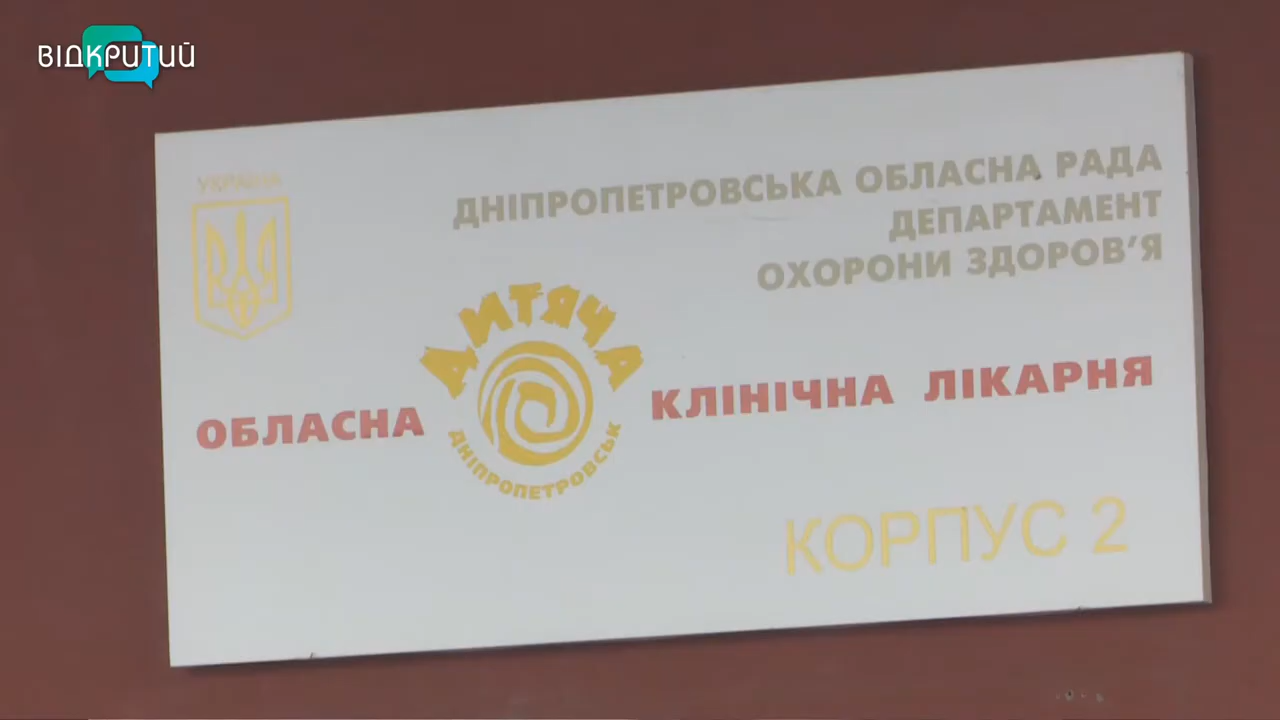 ВІДКРИТИЙ
УКРАЇНА
ДНІПРОПЕТРОВСЬКА ОБЛАСНА РАДА
ДЕПАРТАМЕНТ
ОХОРОНИ ЗДОРОВ'Я
ОБЛАСНА ДИТЯЧА КЛІНІЧНА ЛІКАРНЯ
ДНІПРОПЕТРОВСЬК
КОРПУС 2